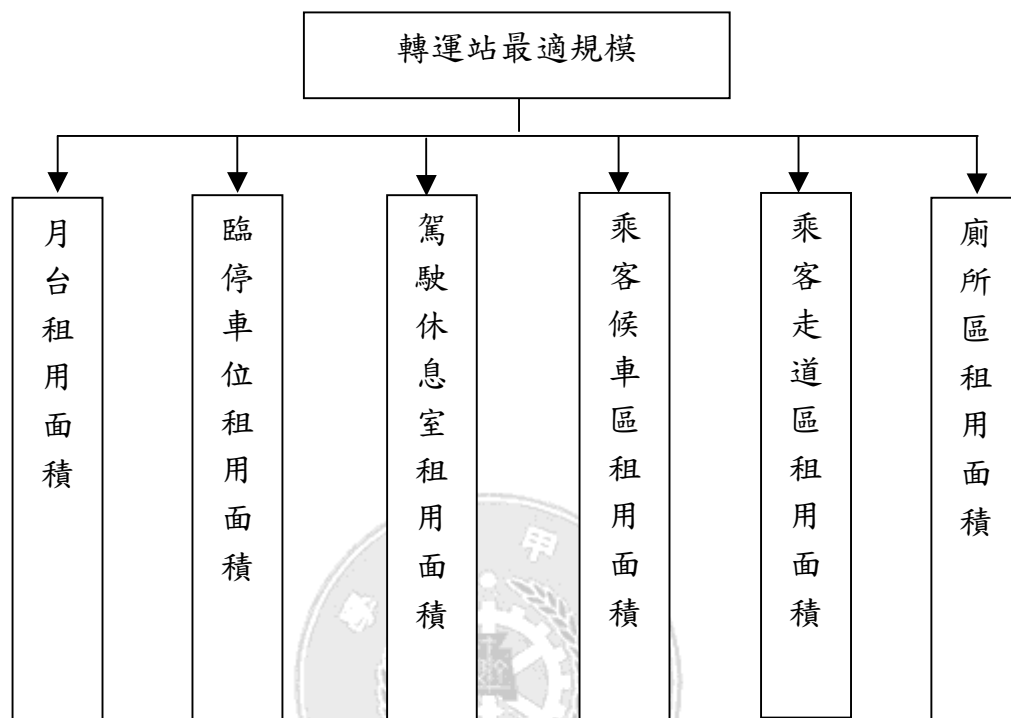 轉運站最適規模
月台租用面積
臨停車位租用面積
駕駛休息室租用面積
乘客候車區租用面積
乘客走道區租用面積
廁所區租用面積
甲